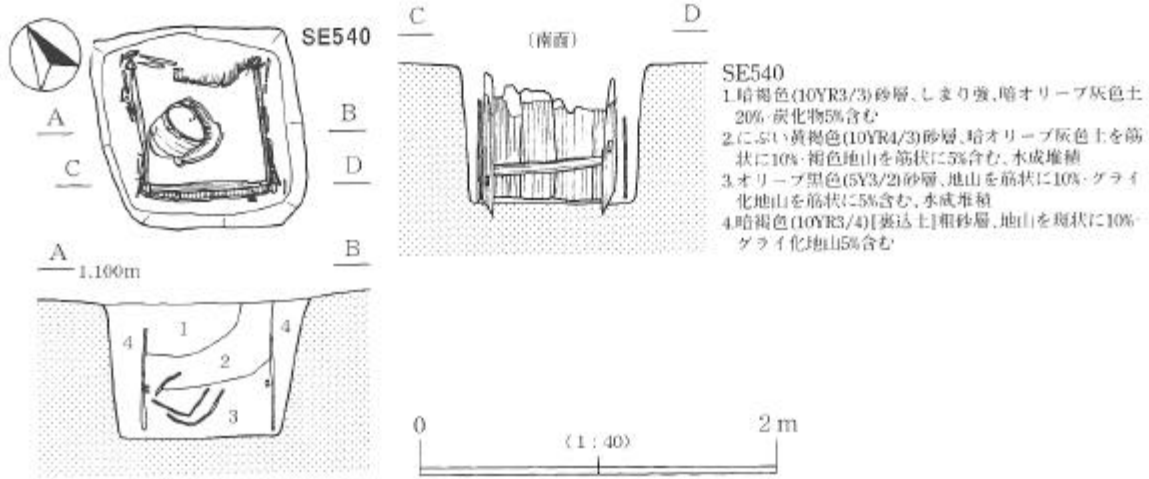 SE540
A
B
C
D
C
D
(南面)
A
1.100m
B
1
2
3
4
4
0
2 m
(1:40)
SE540
1.暗褐色(10YR3/3)砂層、しまり強、暗オリーブ灰色土
20%・炭化物5%含む
2.にぶい黄褐色(10YR4/3)砂層、暗オリーブ灰色土を筋
状に10%・褐色地山を筋状に5%含む、水成堆積
3.オリーブ黒色(5Y3/2)砂層、地山を筋状に10%・グライ
化地山を筋状に5%含む、水成堆積
4.暗褐色(10YR3/4)[裏込土]粗砂層、地山を斑状に10%・
グライ化地山5%含む